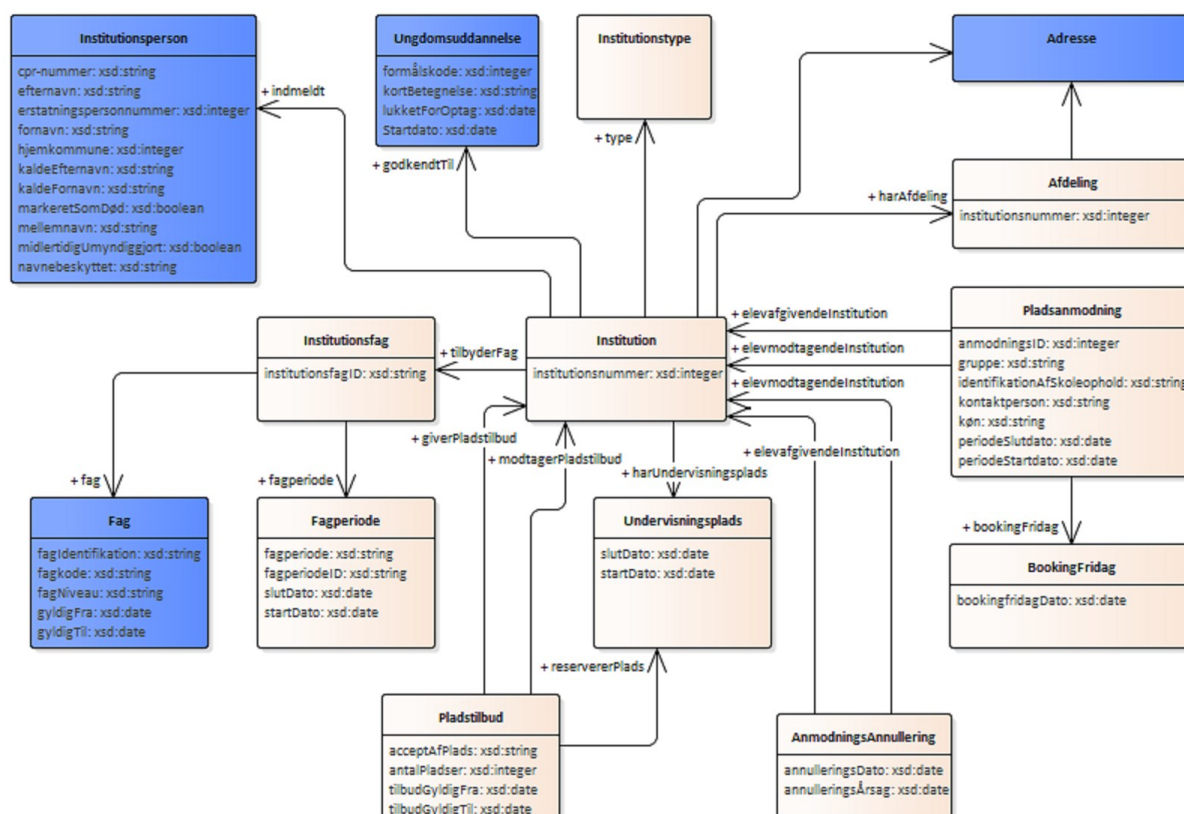 Institutionsperson
cpr-nummer: xsd:string
efternavn: xsd:string
erstatningspersonnummer: xsd:integer
fornavn: xsd:string
hjemkommune: xsd:integer
kaldeEfternavn: xsd:string
kaldeFornavn: xsd:string
markeretSomDød: xsd:boolean
mellemnavn: xsd:string
midlertidigUmyndiggjort: xsd:boolean
navnebeskyttet: xsd:string
+ indmeldt
Ungdomsuddannelse
formålskode: xsd:integer
kortBetegnelse: xsd:string
lukketForOptag: xsd:date
Startdato: xsd:date
+ godkendtTil
Institutionstype
+ type
Adresse
Afdeling
institutionsnummer: xsd:integer
+ harAfdeling
Institutionsfag
institutionsfagID: xsd:string
+ tilbyderFag
Institution
institutionsnummer: xsd:integer
+ elevafgivendeInstitution
+ elevmodtagendeInstitution
+ elevmodtagendeInstitution
+ elevafgivendeInstitution
Pladsanmodning
anmodningsID: xsd:integer
gruppe: xsd:string
identifikationAfSkoleophold: xsd:string
kontaktperson: xsd:string
køn: xsd:string
periodeSlutdato: xsd:date
periodeStartdato: xsd:date
+ giverPladstilbud
+ modtagerPladstilbud
+ harUndervisningsplads
+ fag
+ fagperiode
+ bookingFridag
Fag
fagIdentifikation: xsd:string
fagkode: xsd:string
fagNiveau: xsd:string
gyldigFra: xsd:date
gyldigTil: xsd:date
Fagperiode
fagperiode: xsd:string
fagperiodeID: xsd:string
slutDato: xsd:date
startDato: xsd:date
Undervisningsplads
slutDato: xsd:date
startDato: xsd:date
BookingFridag
bookingfridagDato: xsd:date
+ reservererPlads
Pladstilbud
acceptAfPlads: xsd:string
antalPladser: xsd:integer
tilbudGyldigFra: xsd:date
tilbudGyldigTil: xsd:date
AnmodningsAnnullering
annulleringsDato: xsd:date
annulleringsÅrsag: xsd:date